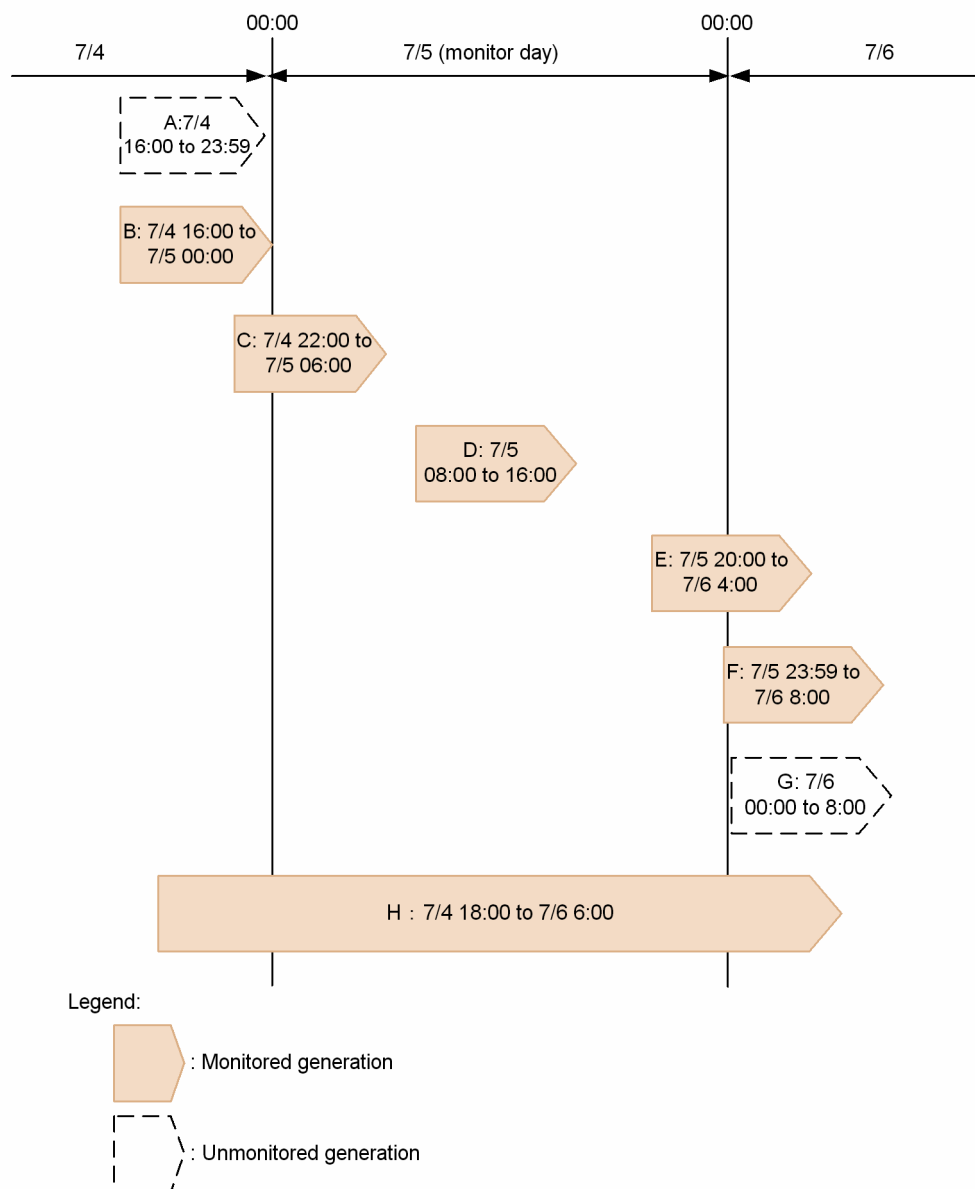 00:00
00:00
7/4
7/5 (monitor day)
7/6
A:7/4
16:00 to 23:59
B: 7/4 16:00 to
7/5 00:00
C: 7/4 22:00 to
7/5 06:00
D: 7/5
08:00 to 16:00
E: 7/5 20:00 to
7/6 4:00
F: 7/5 23:59 to
7/6 8:00
G: 7/6
00:00 to 8:00
H : 7/4 18:00 to 7/6 6:00
Legend:
: Monitored generation
: Unmonitored generation